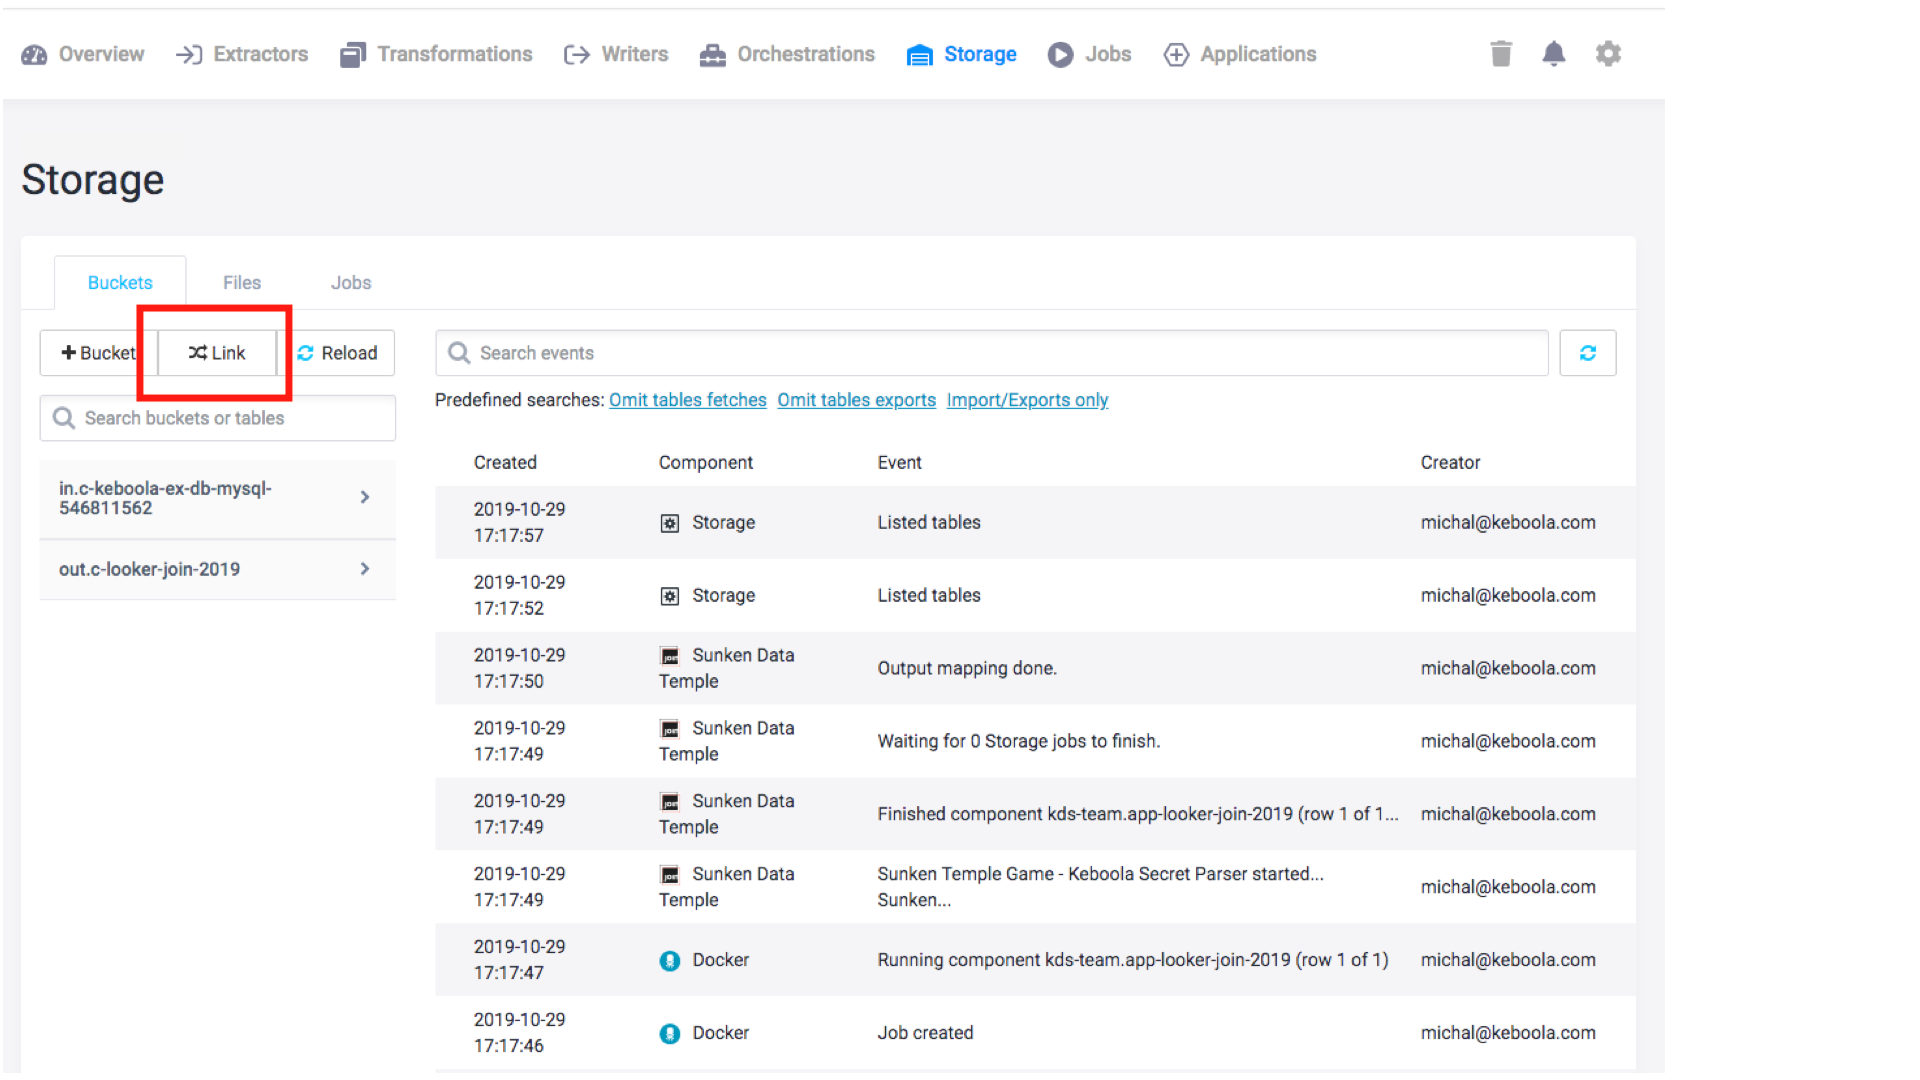 Overview Extractors Transformations Writers Orchestrations Storage Jobs Applications
Storage
Buckets Files Jobs
Bucket Link Reload
Search events
Predefined searches: Omit tables fetches Omit tables exports Import/Exports only
Search buckets or tables
in.c-keboola-ex-db-mysql-
546811562
out.c-looker-join-2019
Created Component Event Creator
2019-10-29
17:17:57
Storage
Listed tables
michal@keboola.com
2019-10-29
17:17:52
Storage
Listed tables
michal@keboola.com
2019-10-29
17:17:50
Sunken Data
Temple
Output mapping done.
michal@keboola.com
2019-10-29
17:17:49
Sunken Data
Temple
Waiting for 0 Storage jobs to finish.
michal@keboola.com
2019-10-29
17:17:49
Sunken Data
Temple
Finished component kds-team.app-looker-join-2019 (row 1 of 1...
michal@keboola.com
2019-10-29
17:17:49
Sunken Data
Temple
Sunken Temple Game - Keboola Secret Parser started...
Sunken...
michal@keboola.com
2019-10-29
17:17:47
Docker
Running component kds-team.app-looker-join-2019 (row 1 of 1)
michal@keboola.com
2019-10-29
17:17:46
Docker
Job created
michal@keboola.com